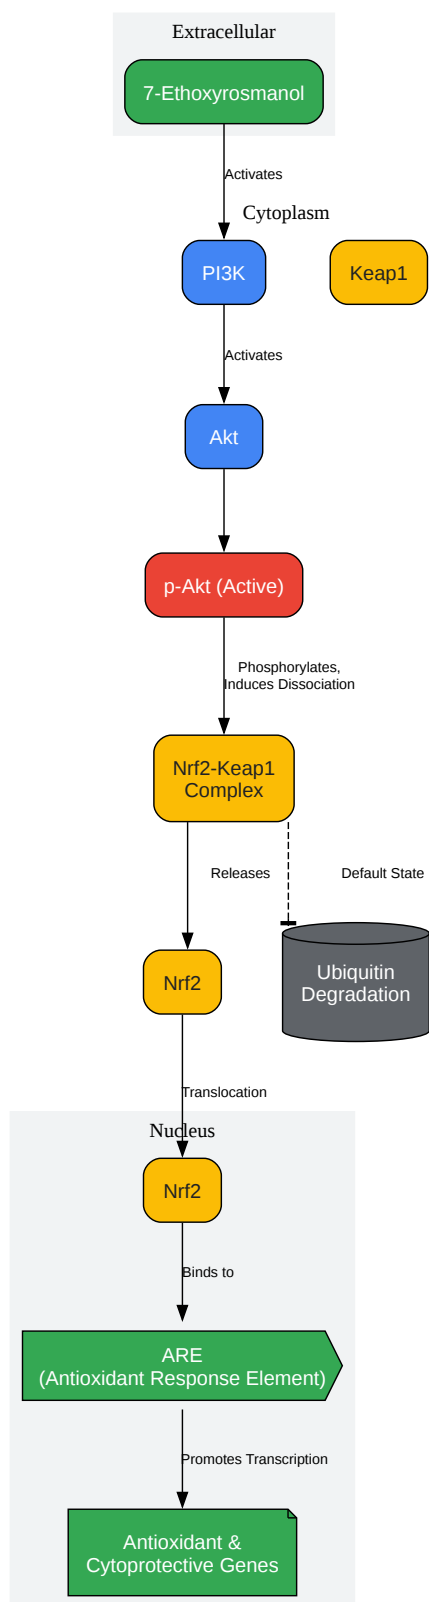 Extracellular
7-Ethoxyrosmanol
Activates
Cytoplasm
PI3K
Keap1
Activates
Akt
p-Akt (Active)
Phosphorylates,
Induces Dissociation
Nrf2-Keap1
Complex
Releases
Default State
Nrf2
Ubiquitin
Degradation
Translocation
Nucleus
Nrf2
Binds to
ARE
(Antioxidant Response Element)
Promotes Transcription
Antioxidant &
Cytoprotective Genes